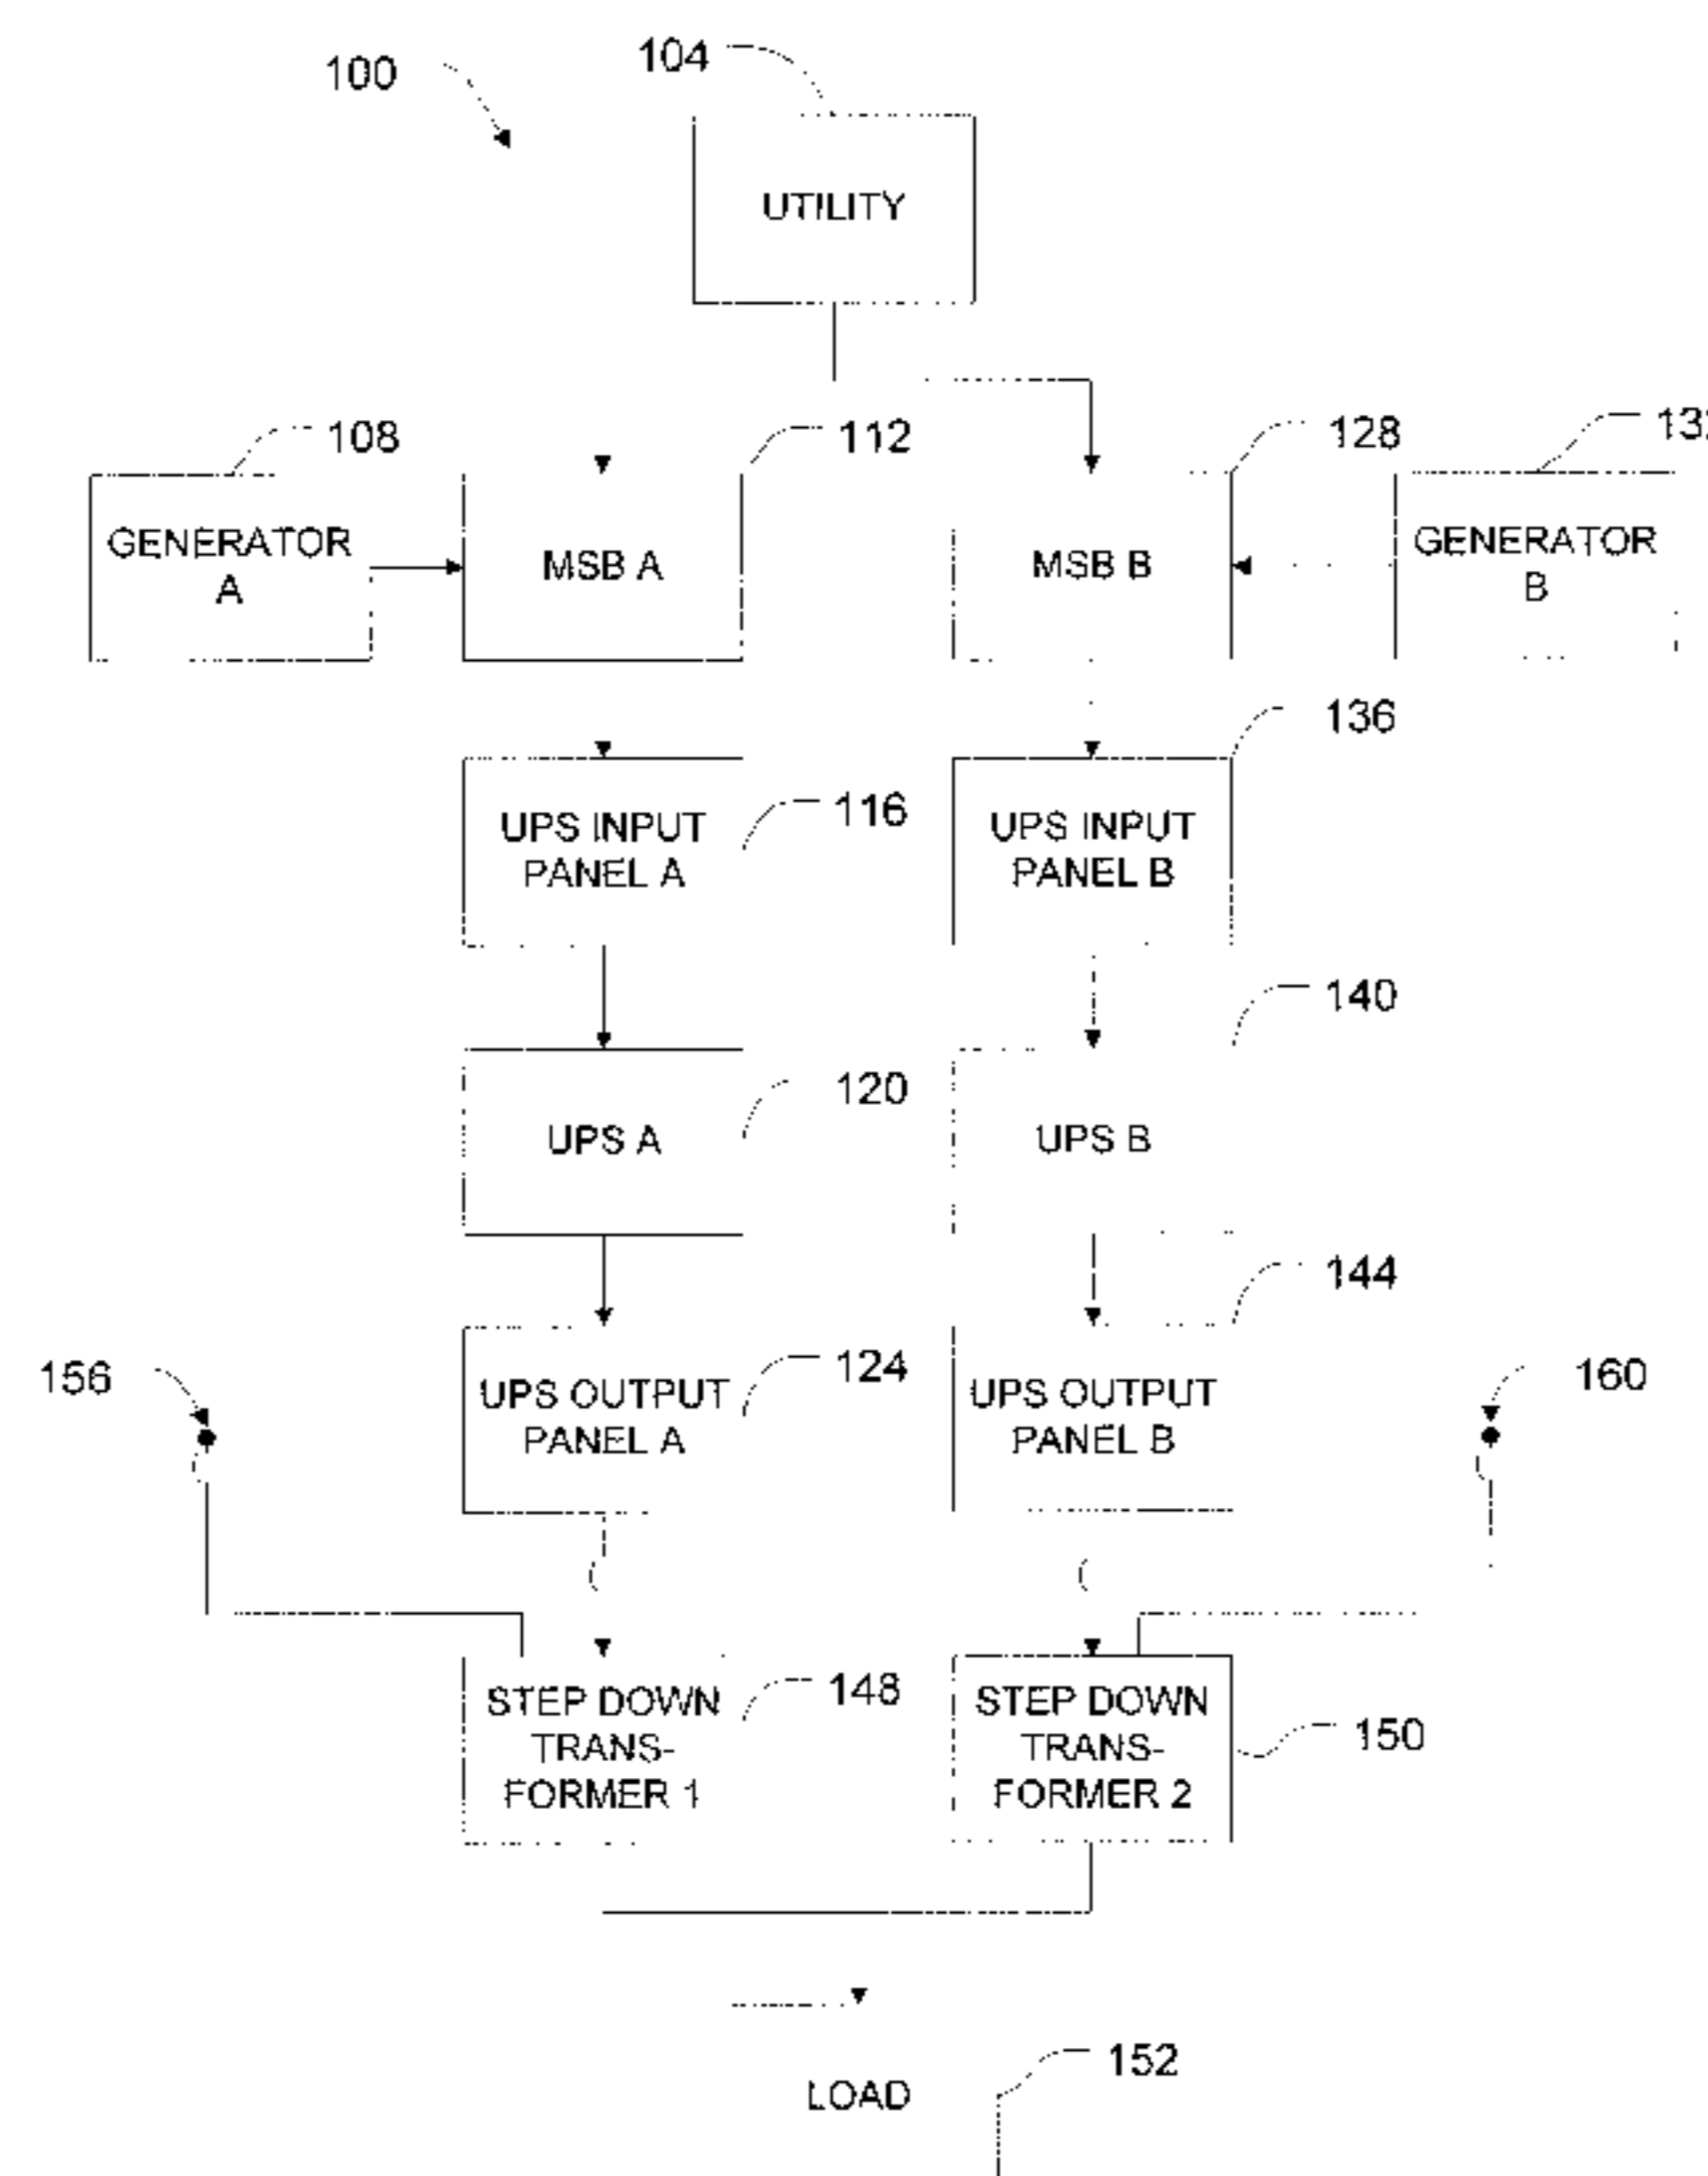 100
104
UTILITY
108
112
128
GENERATOR
A
MSB A
MSB B
GENERATOR
B
136
UPS INPUT
PANEL A
116
UPS INPUT
PANEL B
140
UPS A
120
UPS B
144
156
UPS OUTPUT
PANEL A
124
UPS OUTPUT
PANEL B
160
STEP DOWN
TRANS-
FORMER 1
148
STEP DOWN
TRANS-
FORMER 2
150
152
LOAD